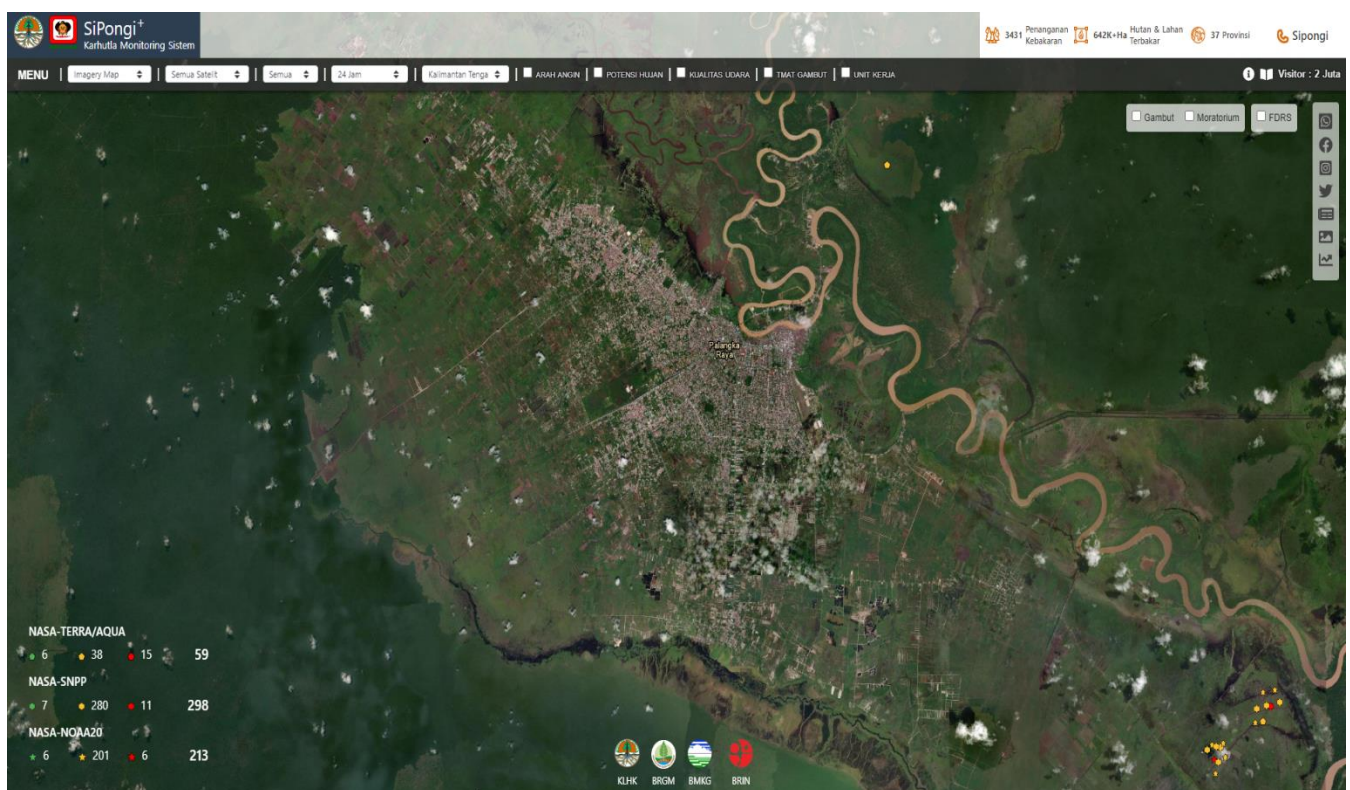 SiPongi+
Karhutla Monitoring Sistem
3431 Penanganan Kebakaran
642K+Ha Hutan & Lahan Terbakar
37 Provinsi
Sipongi
MENU | Imagery Map | Semua Satelit | Semua | 24 Jam | Kalimantan Tenga | ARAH ANGIN | POTENSI HUJAN | KUALITAS UDARA | TMAT GAMBUT | UNIT KERJA
Visitor : 2 Juta
Gambut Moratorium FDRS
Palangka
Raya
NASA-TERRA/AQUA
6 38 15 59
NASA-SNPP
7 280 11 298
NASA-NOAA20
6 201 6 213
KLHK BRGM BMKG BRIN